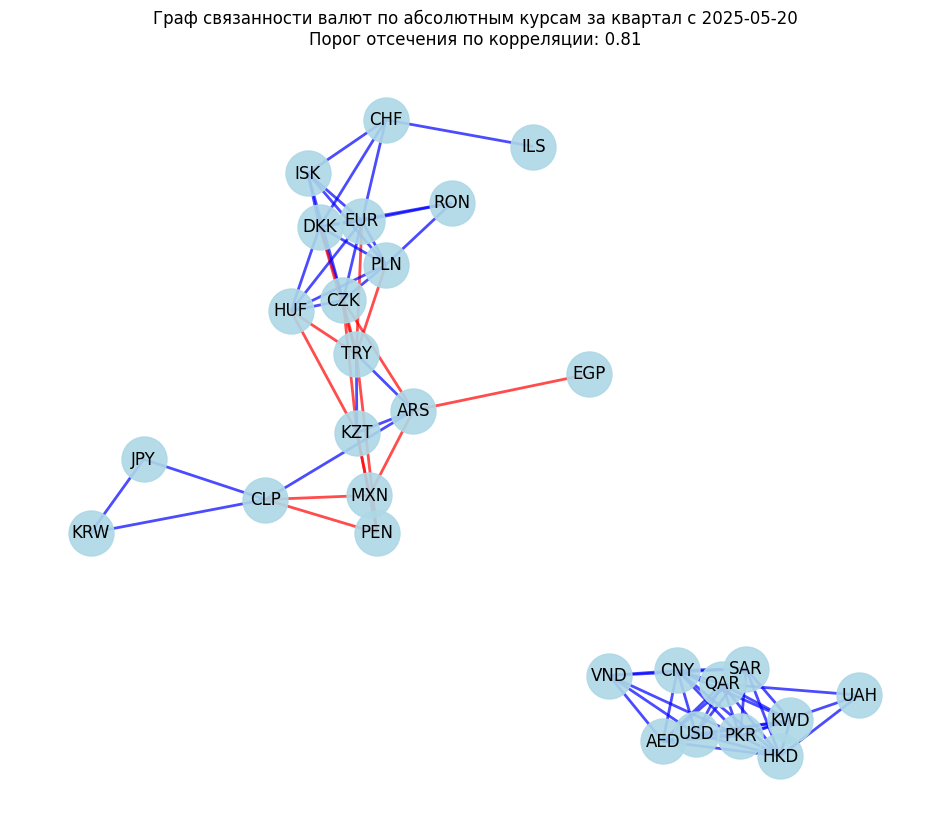 Граф связанности валют по абсолютным курсам за квартал с 2025-05-20
Порог отсечения по корреляции: 0.81
CHF
ILS
ISK
RON
DKK
EUR
PLN
CZK
HUF
TRY
EGP
ARS
KZT
JPY
CLP
MXN
KRW
PEN
VND
CNY
SAR
QAR
UAH
KWD
AED
USD
PKR
HKD